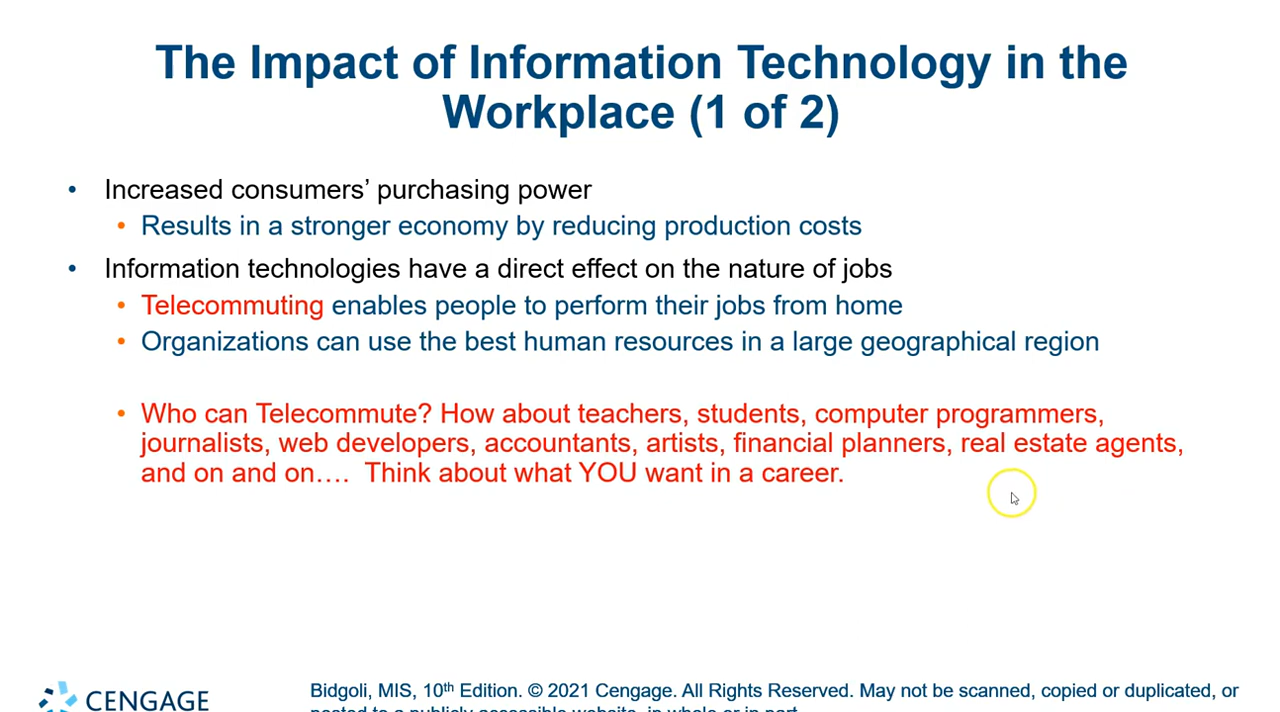 The Impact of Information Technology in the
Workplace (1 of 2)
• Increased consumers’ purchasing power
• Results in a stronger economy by reducing production costs
• Information technologies have a direct effect on the nature of jobs
• Telecommuting enables people to perform their jobs from home
• Organizations can use the best human resources in a large geographical region
• Who can Telecommute? How about teachers, students, computer programmers,
journalists, web developers, accountants, artists, financial planners, real estate agents,
and on and on…. Think about what YOU want in a career.
CENGAGE
Bidgoli, MIS, 10th Edition. © 2021 Cengage. All Rights Reserved. May not be scanned, copied or duplicated, or
posted to a publicly accessible website, in whole or in part.